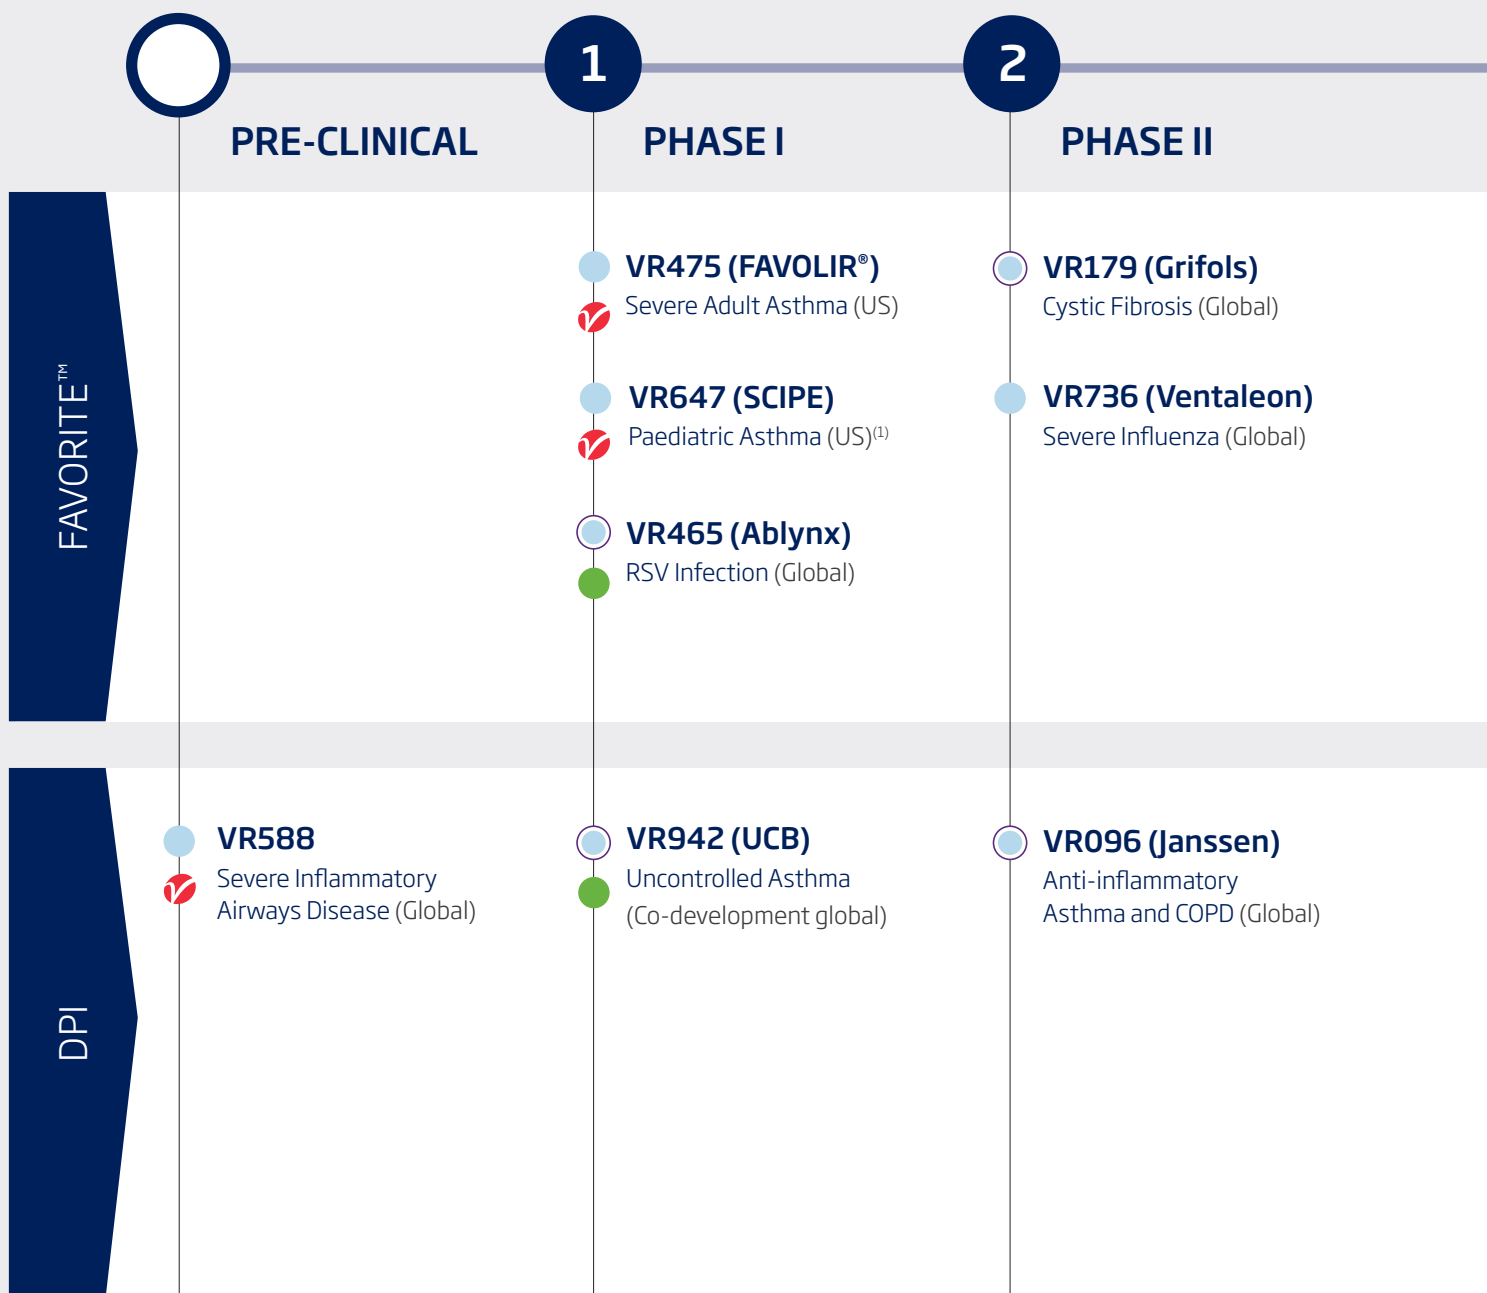 1
2
PRE-CLINICAL
PHASE I
PHASE II
FAVORITE™
VR475 (FAVOLIR®)
Severe Adult Asthma (US)
VR647 (SCIPE)
Paediatric Asthma (US)(1)
VR465 (Ablynx)
RSV Infection (Global)
VR179 (Grifols)
Cystic Fibrosis (Global)
VR736 (Ventaleon)
Severe Influenza (Global)
DPI
VR588
Severe Inflammatory
Airways Disease (Global)
VR942 (UCB)
Uncontrolled Asthma
(Co-development global)
VR096 (Janssen)
Anti-inflammatory
Asthma and COPD (Global)